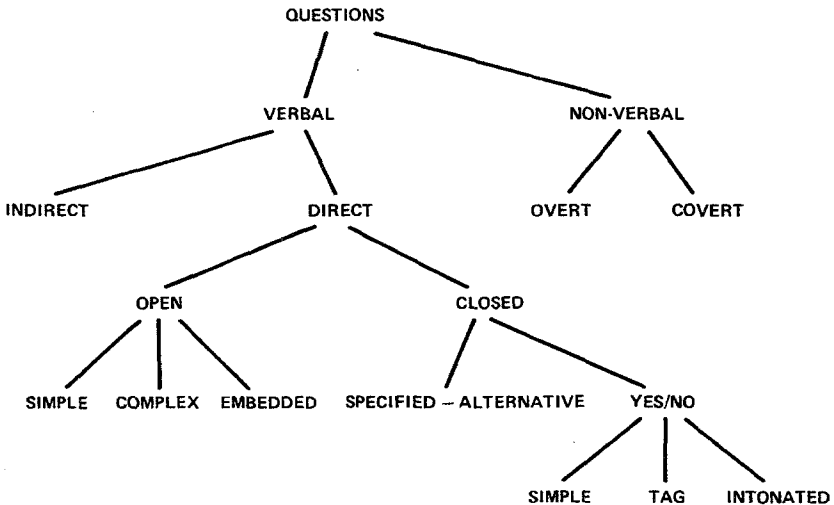 QUESTIONS
VERBAL NON-VERBAL
INDIRECT DIRECT OVERT COVERT
OPEN CLOSED
SIMPLE COMPLEX EMBEDDED SPECIFIED – ALTERNATIVE YES/NO
SIMPLE TAG INTONATED